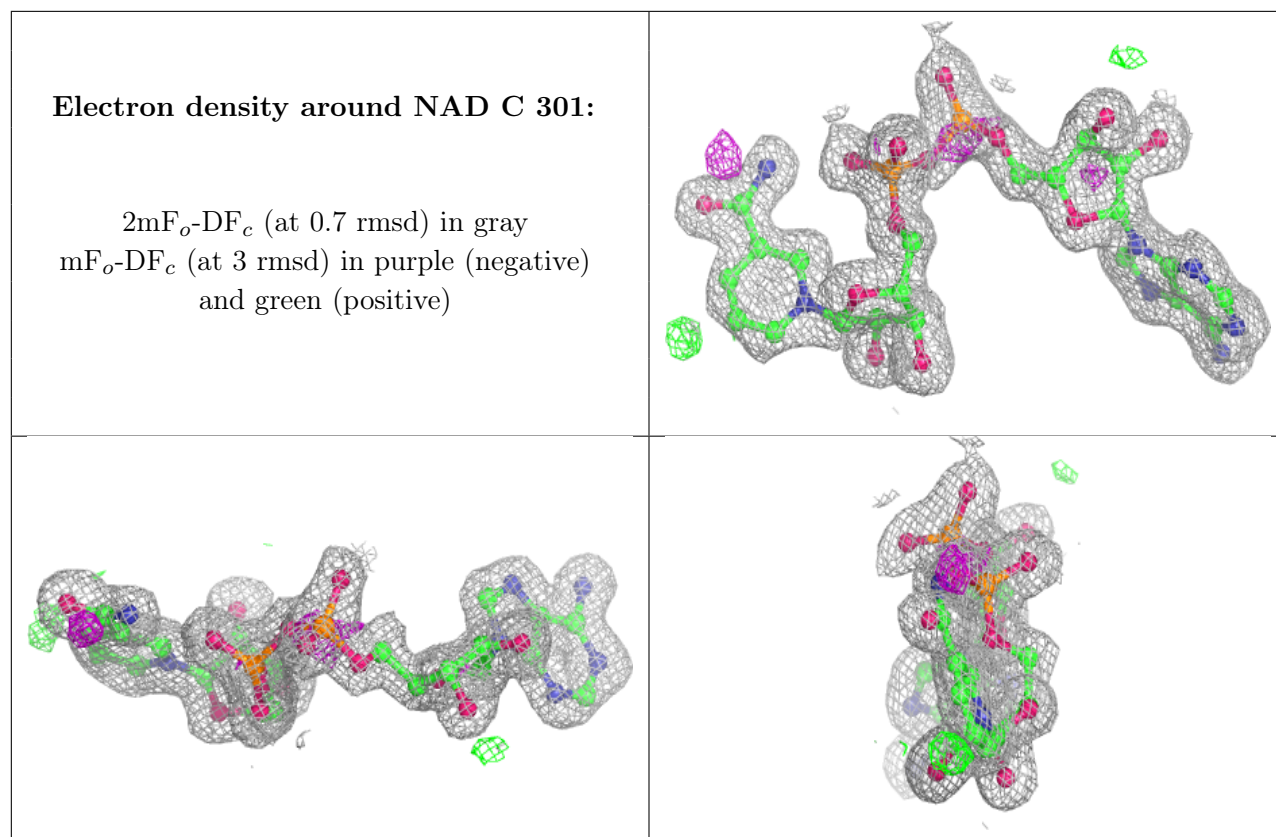 Electron density around NAD C 301:
2mFₒ-DF𝑐 (at 0.7 rmsd) in gray
mFₒ-DF𝑐 (at 3 rmsd) in purple (negative)
and green (positive)